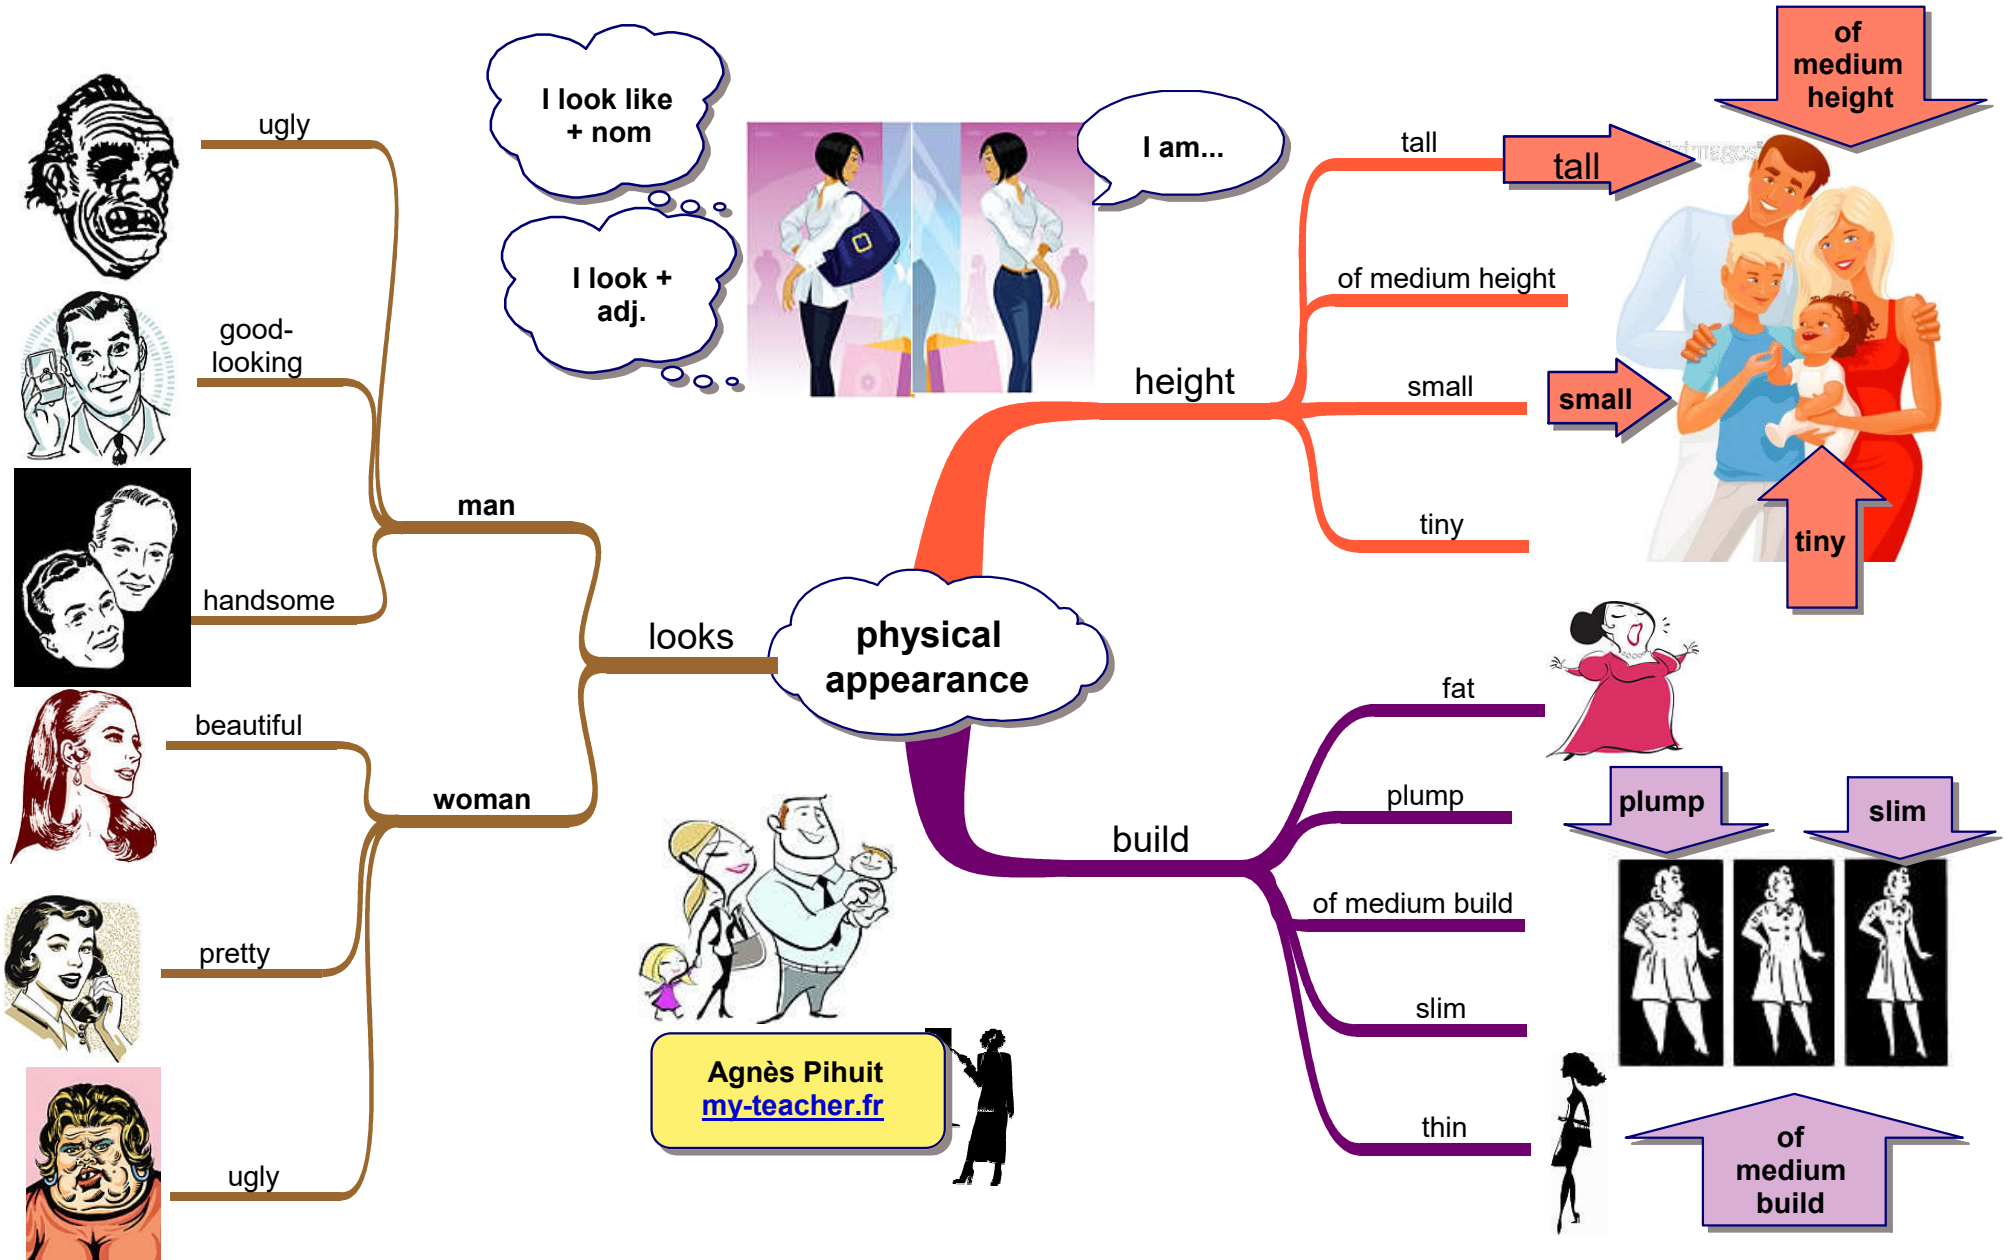 I look like
+ nom
I look +
adj.
I am...
ugly
good-
looking
man
handsome
looks
beautiful
woman
pretty
ugly
physical
appearance
height
tall
of medium height
small
tiny
tall
of
medium
height
small
tiny
build
fat
plump
of medium build
slim
thin
plump
slim
of
medium
build
Agnès Pihuit
my-teacher.fr